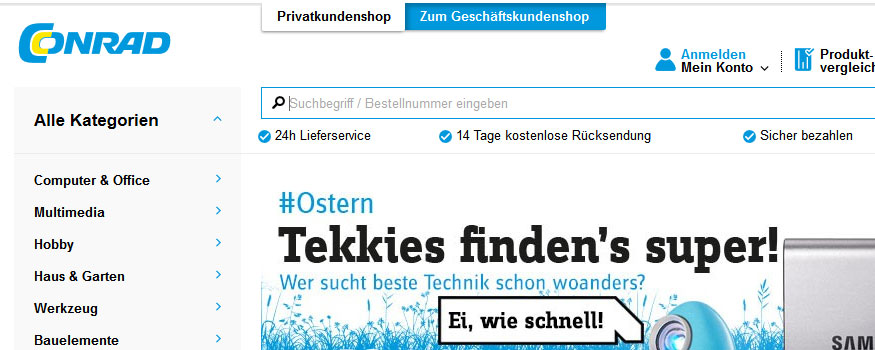 Privatkundenshop
Zum Geschäftskundenshop
CONRAD
Anmelden
Mein Konto
Produkt-
vergleich
Alle Kategorien
Suchbegriff / Bestellnummer eingeben
24h Lieferservice
14 Tage kostenlose Rücksendung
Sicher bezahlen
Computer & Office
Multimedia
Hobby
Haus & Garten
Werkzeug
Bauelemente
#Ostern
Tekkies finden's super!
Wer sucht beste Technik schon woanders?
Ei, wie schnell!
SAM